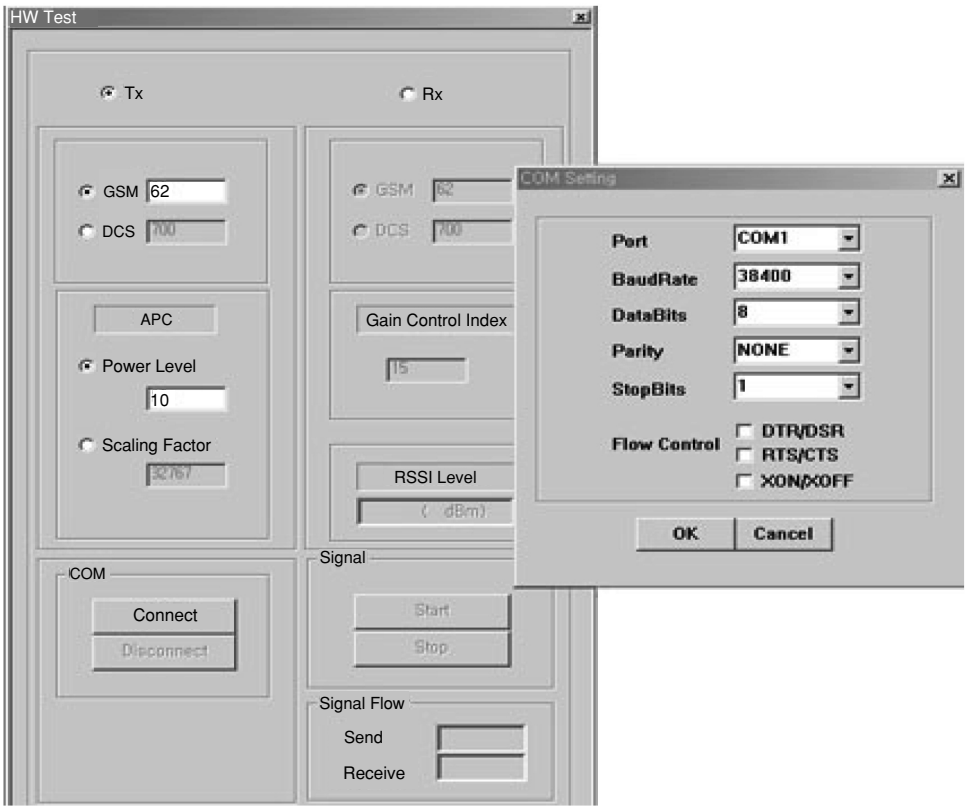 HW Test
Tx
Rx
GSM 62
DCS 700
GSM 62
DCS 700
APC
Power Level
10
Scaling Factor
32767
Gain Control Index
15
RSSI Level
( dBm)
COM
Connect
Disconnect
Signal
Start
Stop
Signal Flow
Send
Receive
COM Setting
Port COM1
BaudRate 38400
DataBits 8
Parity NONE
StopBits 1
Flow Control
DTR/DSR
RTS/CTS
XON/XOFF
OK
Cancel